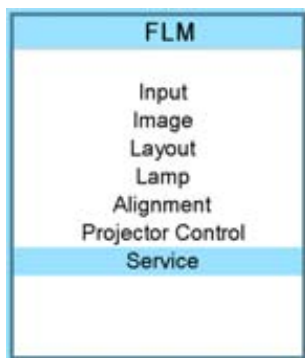 FLM
Input
Image
Layout
Lamp
Alignment
Projector Control
Service